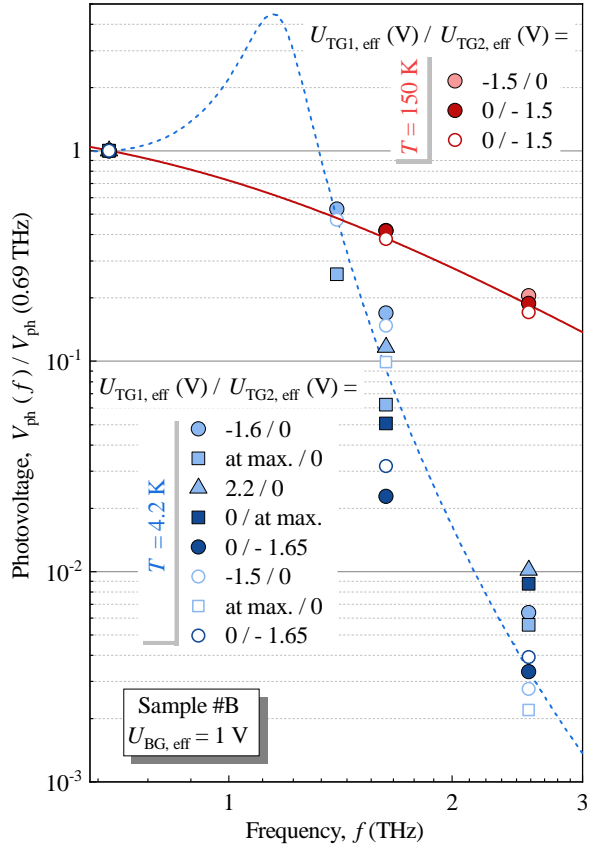 U_TG1, eff (V) / U_TG2, eff (V) =
T = 150 K
-1.5 / 0
0 / - 1.5
0 / - 1.5
Photovoltage, V_ph (f) / V_ph (0.69 THz)
1
10^-1
10^-2
10^-3
U_TG1, eff (V) / U_TG2, eff (V) =
T = 4.2 K
-1.6 / 0
at max. / 0
2.2 / 0
0 / at max.
0 / - 1.65
-1.5 / 0
at max. / 0
0 / - 1.65
Sample #B
U_BG, eff = 1 V
1 2 3
Frequency, f (THz)